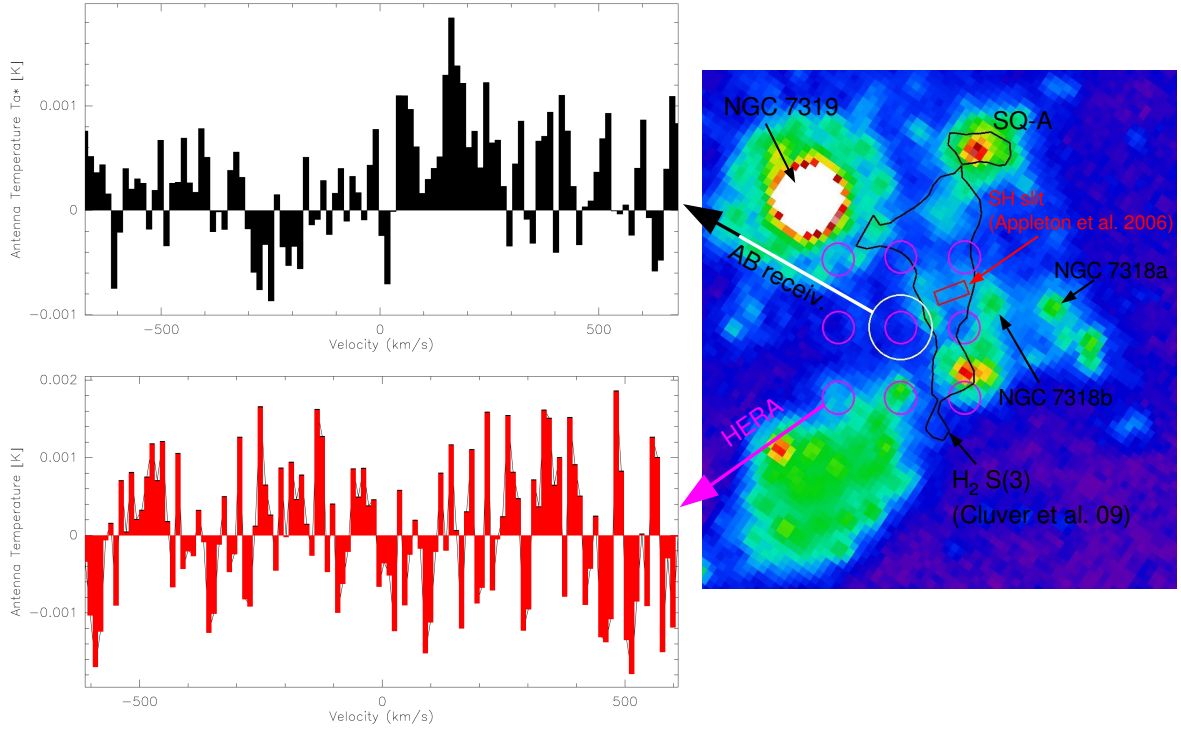 Antenna Temperature Ta* [K]
0.001
0
−0.001
−500
0
500
Velocity (km/s)
Antenna Temperature [K]
0.002
0.001
0
−0.001
−500
0
500
Velocity (km/s)
NGC 7319
SQ-A
SH slit
(Appleton et al. 2006)
NGC 7318a
AB receiv.
NGC 7318b
HERA
H₂ S(3)
(Cluver et al. 09)